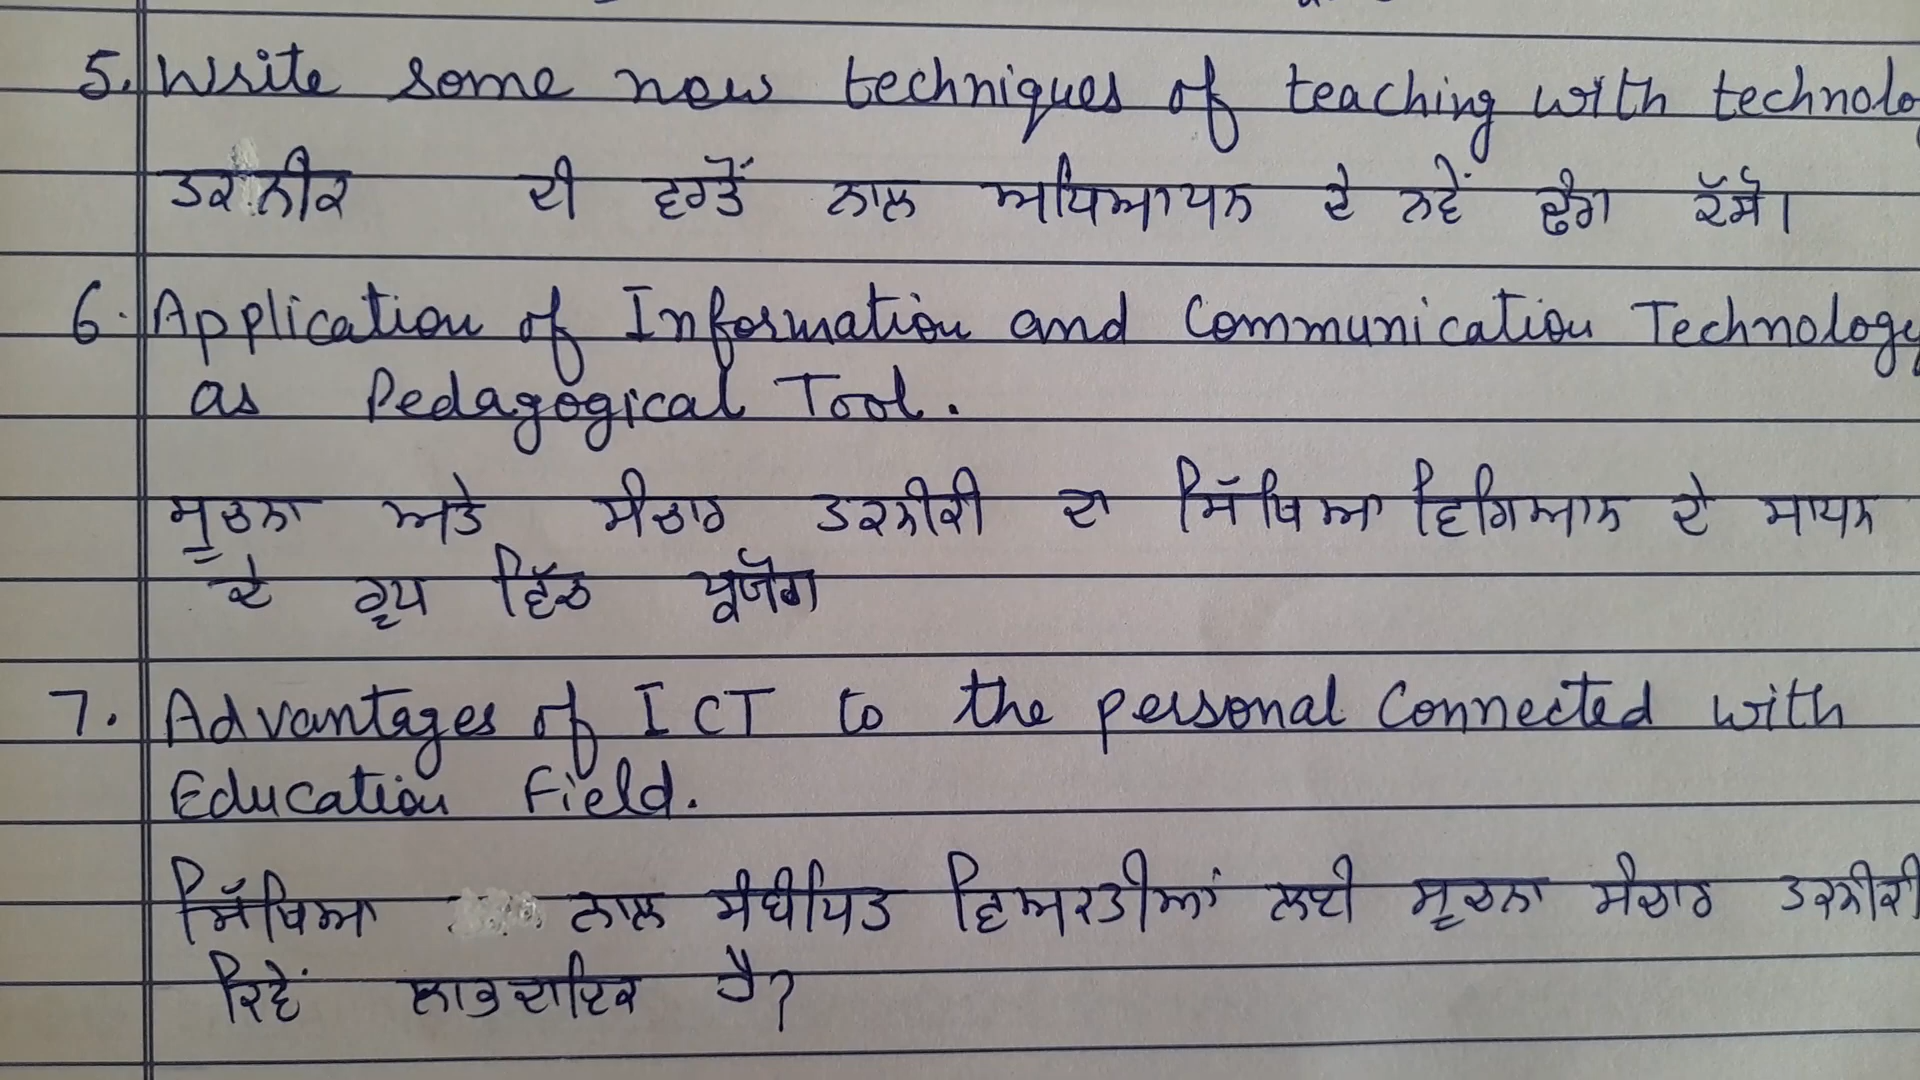 5. Write some new techniques of teaching with technolo
ਤਕਨੀਕ ਦੀ ਵਰਤੋਂ ਨਾਲ ਅਧਿਆਪਨ ਦੇ ਨਵੇਂ ਢੰਗ ਦੱਸੋ।
6. Application of Information and Communication Technology
as Pedagogical Tool.
ਸੂਚਨਾ ਅਤੇ ਸੰਚਾਰ ਤਕਨੀਕੀ ਦਾ ਸਿੱਖਿਆ ਵਿਗਿਆਨ ਦੇ ਸਾਧਨ
ਦੇ ਰੂਪ ਵਿੱਚ ਪ੍ਰਯੋਗ
7. Advantages of ICT to the personal Connected with
Education Field.
ਸਿੱਖਿਆ ਨਾਲ ਸੰਬੰਧਿਤ ਵਿਅਕਤੀਆਂ ਲਈ ਸੂਚਨਾ ਸੰਚਾਰ ਤਕਨੀਕੀ
ਕਿਵੇਂ ਲਾਭਦਾਇਕ ਹੈ?